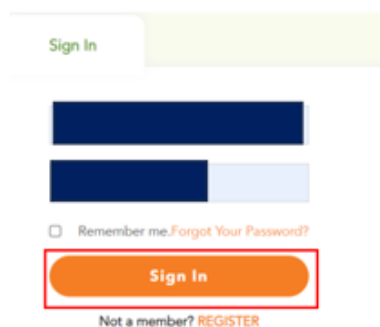 Sign In
Remember me.Forgot Your Password?
Sign In
Not a member? REGISTER